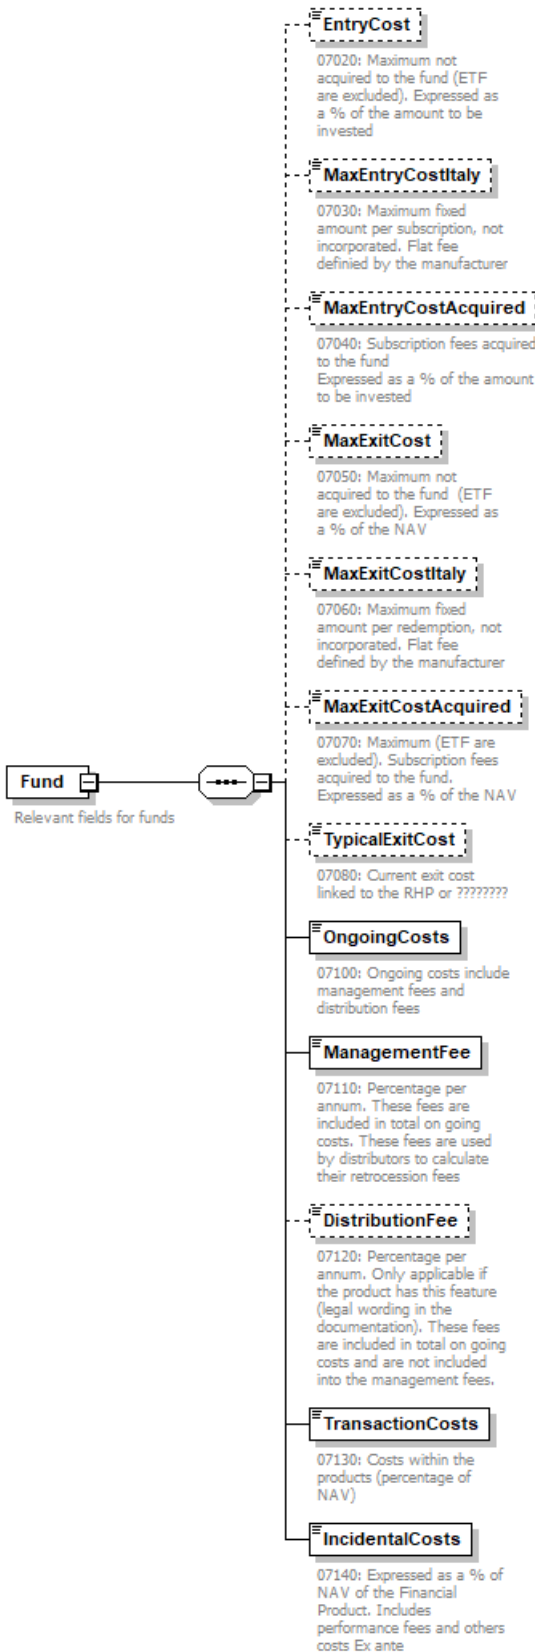 EntryCost
07020: Maximum not
acquired to the fund (ETF
are excluded). Expressed as
a % of the amount to be
invested
MaxEntryCostItaly
07030: Maximum fixed
amount per subscription, not
incorporated. Flat fee
definied by the manufacturer
MaxEntryCostAcquired
07040: Subscription fees acquired
to the fund
Expressed as a % of the amount
to be invested
MaxExitCost
07050: Maximum not
acquired to the fund  (ETF
are excluded). Expressed as
a % of the NAV
MaxExitCostItaly
07060: Maximum fixed
amount per redemption, not
incorporated. Flat fee
defined by the manufacturer
MaxExitCostAcquired
07070: Maximum (ETF are
excluded). Subscription fees
acquired to the fund.
Expressed as a % of the NAV
Fund
Relevant fields for funds
TypicalExitCost
07080: Current exit cost
linked to the RHP or ????????
OngoingCosts
07100: Ongoing costs include
management fees and
distribution fees
ManagementFee
07110: Percentage per
annum. These fees are
included in total on going
costs. These fees are used
by distributors to calculate
their retrocession fees
DistributionFee
07120: Percentage per
annum. Only applicable if
the product has this feature
(legal wording in the
documentation). These fees
are included in total on going
costs and are not included
into the management fees.
TransactionCosts
07130: Costs within the
products (percentage of
NAV)
IncidentalCosts
07140: Expressed as a % of
NAV of the Financial
Product. Includes
performance fees and others
costs Ex ante